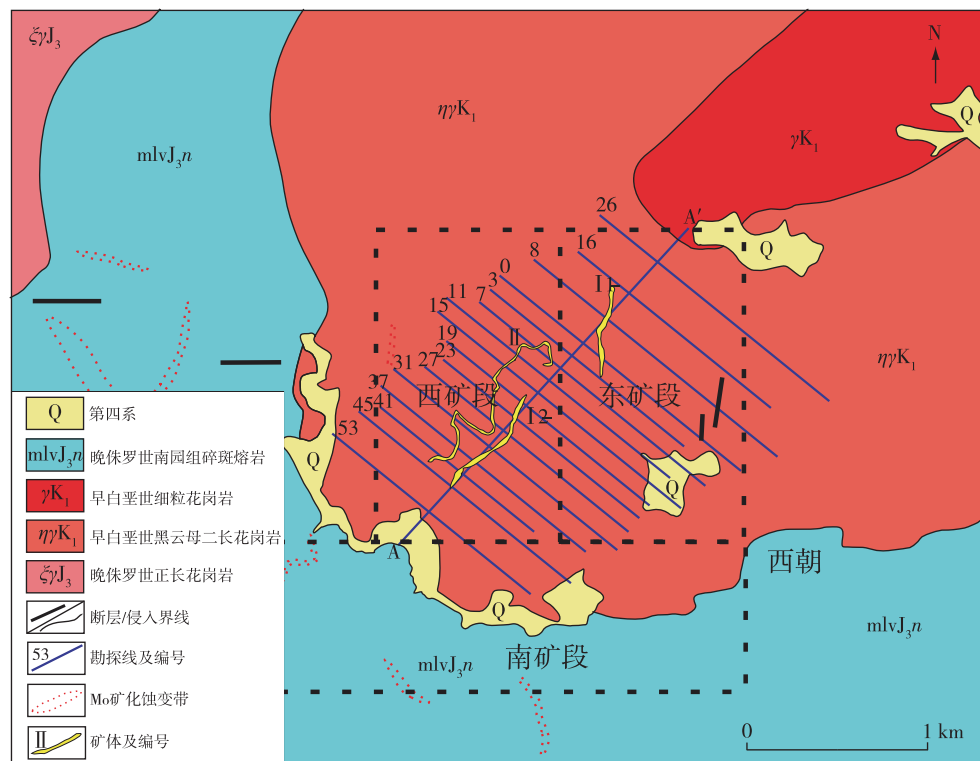 ξγJ₃
N
ηγK₁
Q
mlvJ₃n
γK₁
26
A′
16
8
Q
0
I1
3
7
11
15
19
II
ηγK₁
23
27
31
西矿段
东矿段
37
41
45
I2
53
Q
Q
A
西朝
Q
mlvJ₃n
南矿段
mlvJ₃n
Q 第四系
mlvJ₃n 晚侏罗世南园组碎斑熔岩
γK₁ 早白垩世细粒花岗岩
ηγK₁ 早白垩世黑云母二长花岗岩
ξγJ₃ 晚侏罗世正长花岗岩
断层/侵入界线
53 勘探线及编号
Mo矿化蚀变带
II 矿体及编号
0 1 km